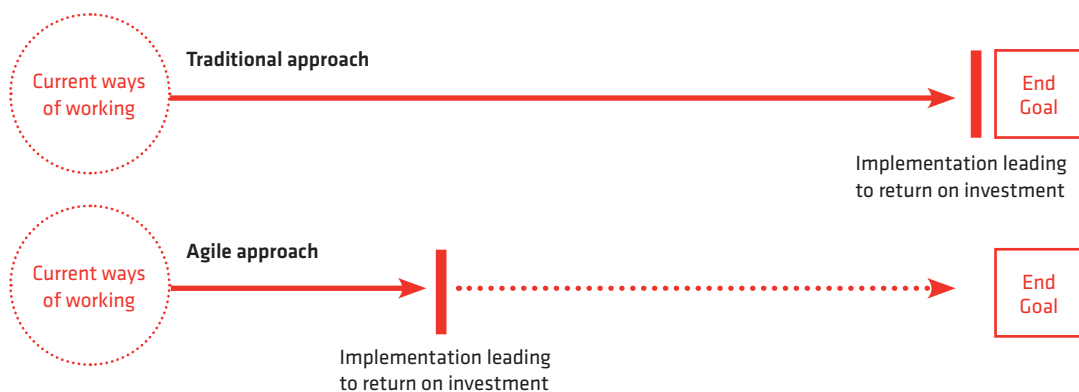 Traditional approach
Current ways
of working
End
Goal
Implementation leading
to return on investment
Agile approach
Current ways
of working
End
Goal
Implementation leading
to return on investment